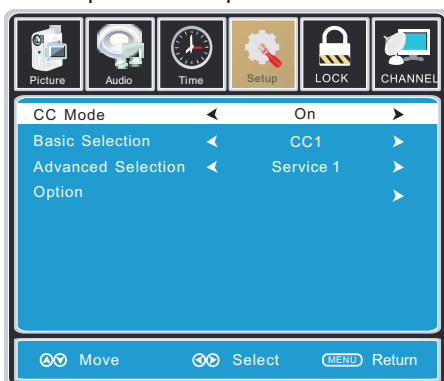 Picture Audio Time Setup LOCK CHANNEL
CC Mode On
Basic Selection CC1
Advanced Selection Service 1
Option
Move Select MENU Return